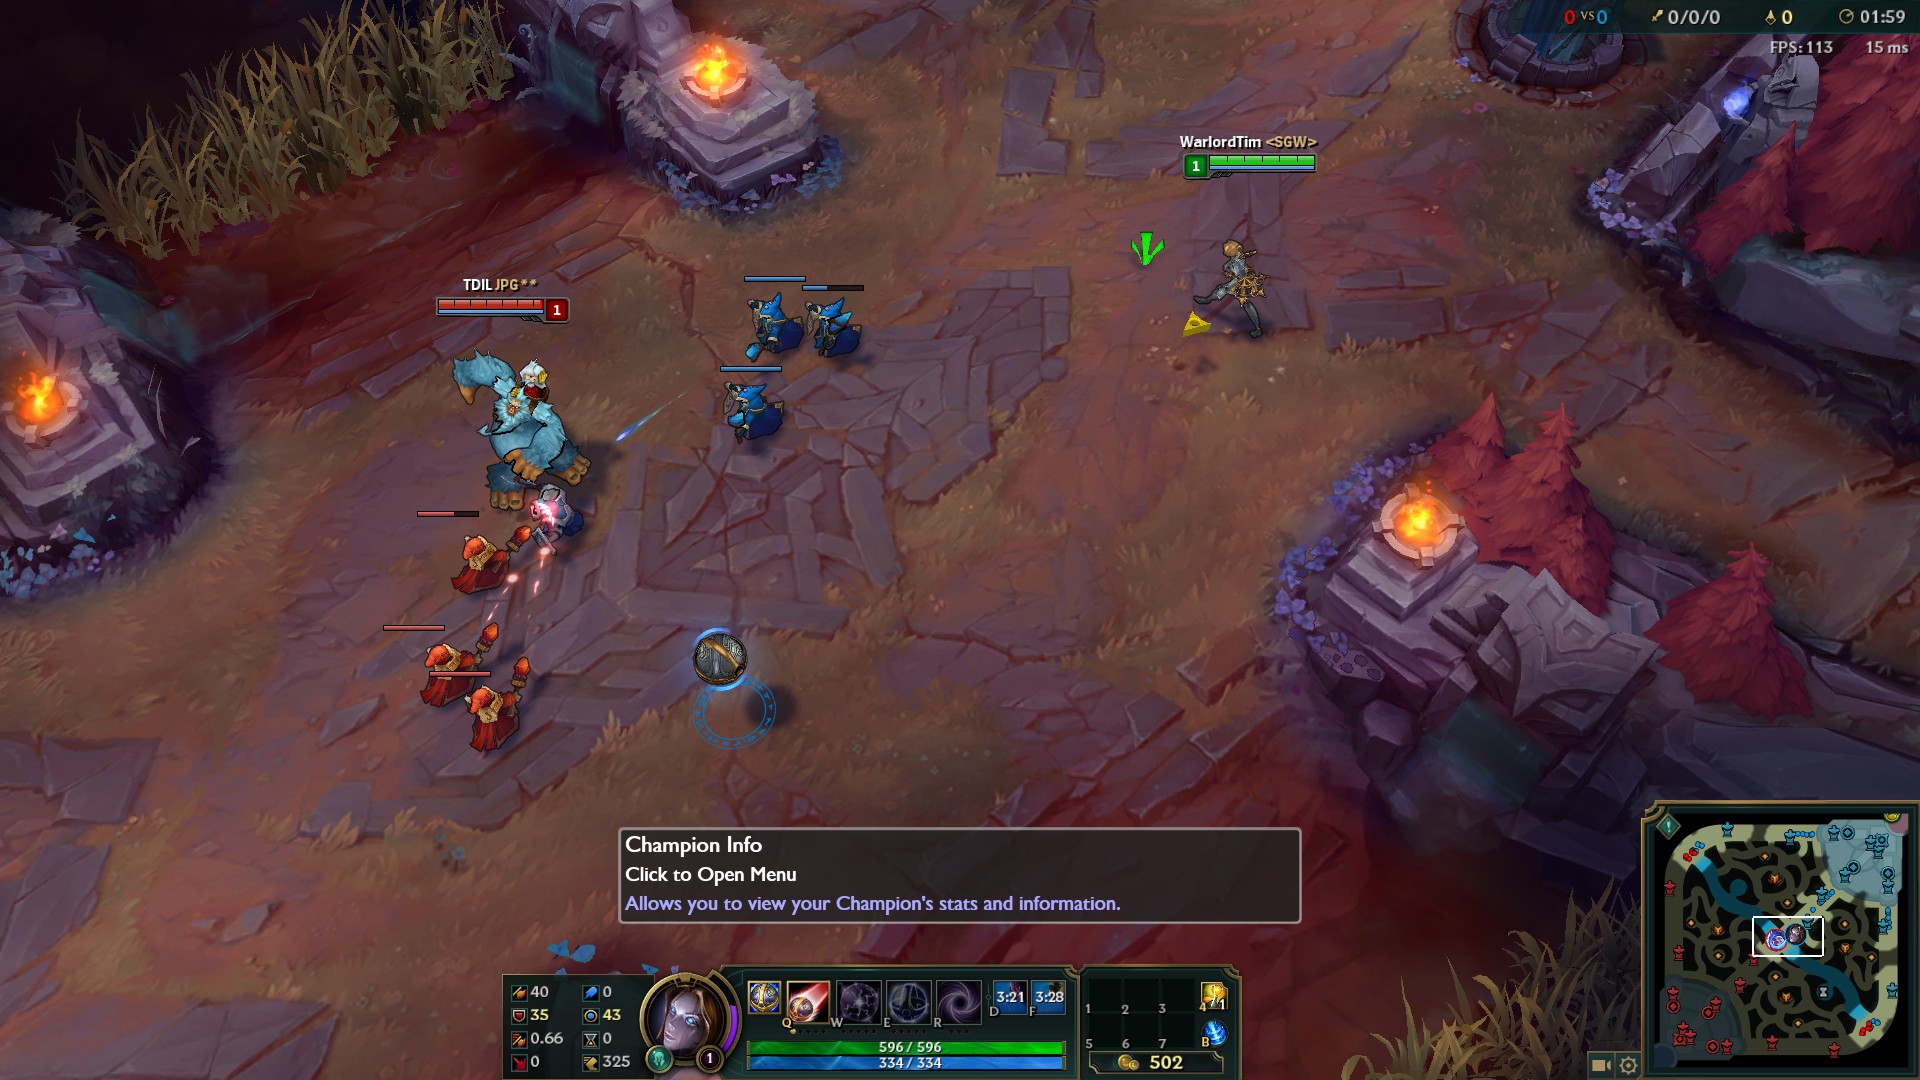 0 VS 0 0/0/0 0 01:59
FPS: 113 15 ms
WarlordTim <SGW>
1
TDIL JPG**
1
Champion Info
Click to Open Menu
Allows you to view your Champion's stats and information.
40 0
35 43
0.66 0
0 325
1
Q W E R
3:21 D 3:28 F
596 / 596
334 / 334
1 2 3 4
5 6 7 B
502